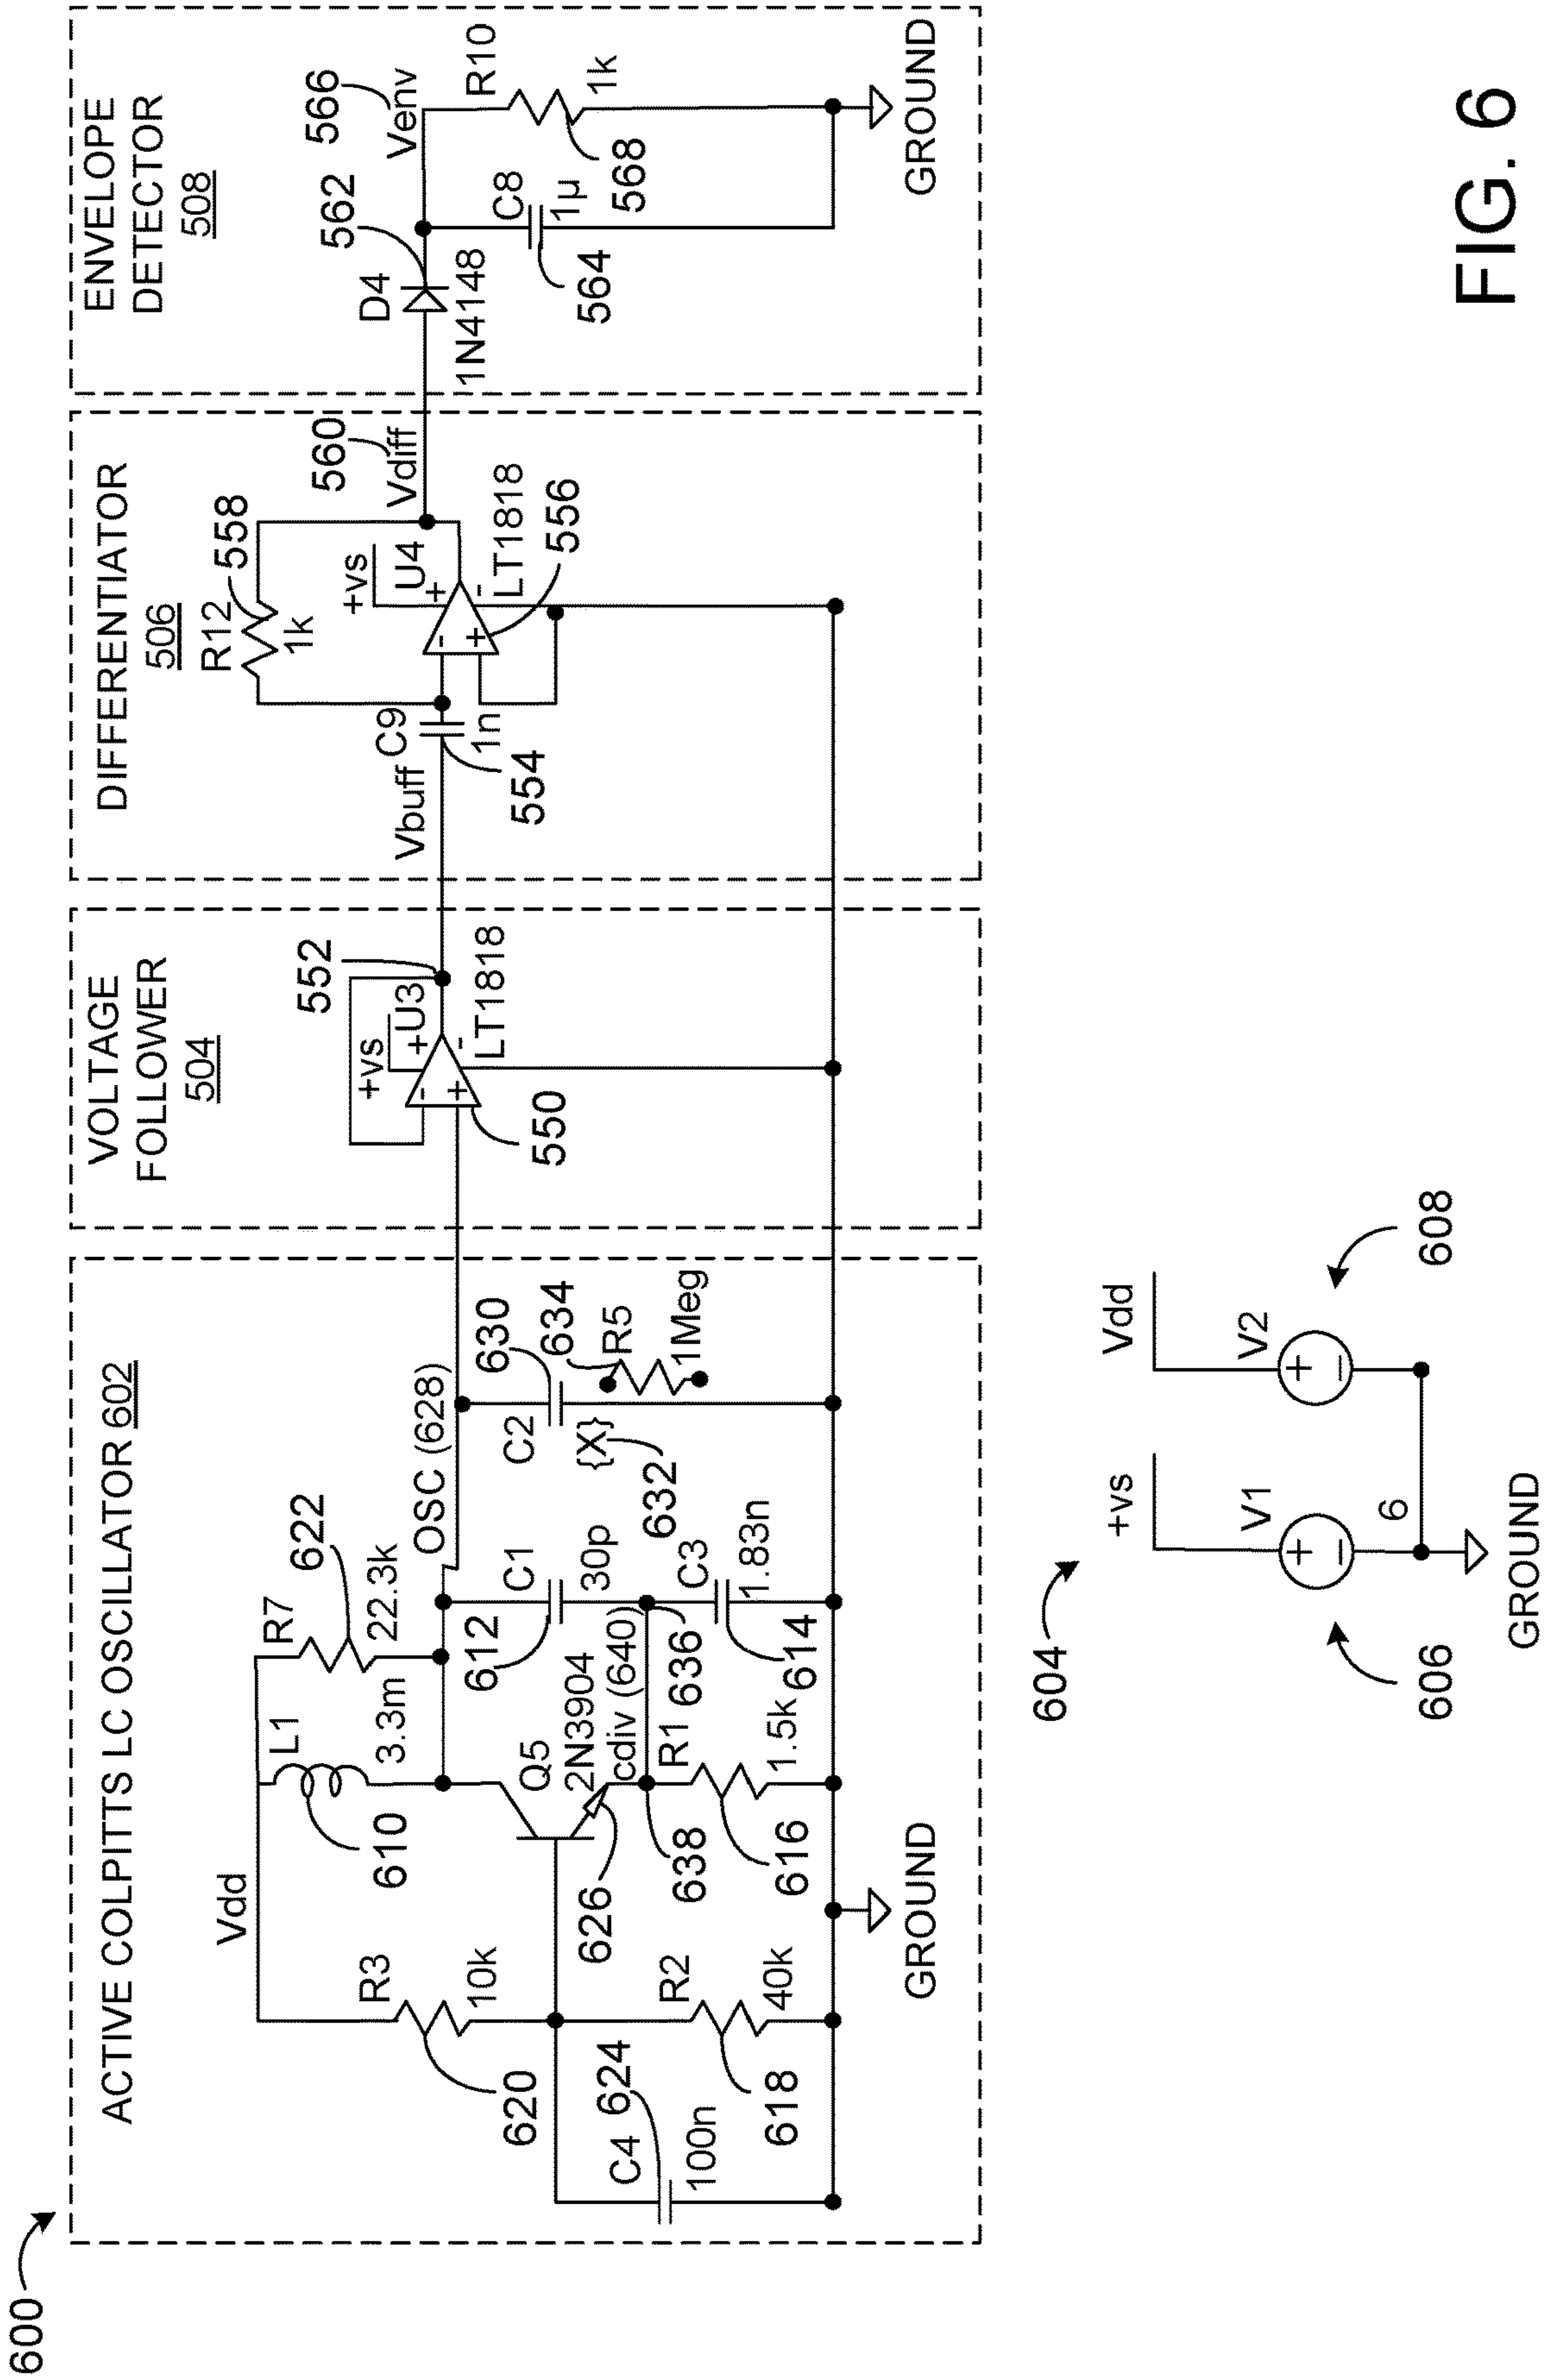 600
ACTIVE COLPITTS LC OSCILLATOR 602
Vdd
R3
10k
620
C4
624
100n
R2
40k
618
L1
3.3m
610
R7
22.3k
622
Q5
2N3904
626
cdiv (640)
638
R1
1.5k
616
612
C1
30p
636
C3
1.83n
614
OSC (628)
C2
630
{X}
632
634
R5
1Meg
GROUND
VOLTAGE
FOLLOWER
504
552
+vs
U3
+
-
-
+
LT1818
550
DIFFERENTIATOR
506
R12
558
1k
Vbuff
C9
1n
554
+vs
U4
+
-
-
+
LT1818
556
560
Vdiff
ENVELOPE
DETECTOR
508
D4
562
1N4148
566
Venv
C8
1µ
564
R10
1k
568
GROUND
604
+vs
V1
+
−
6
606
Vdd
V2
+
−
608
GROUND
FIG. 6